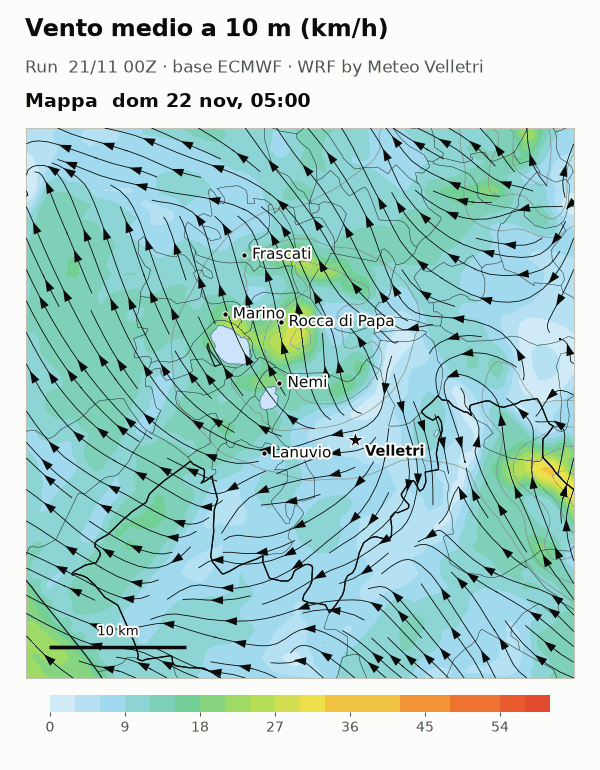 Vento medio a 10 m (km/h)
Run  21/11 00Z · base ECMWF · WRF by Meteo Velletri
Mappa  dom 22 nov, 05:00
Frascati
Marino
Rocca di Papa
Nemi
Lanuvio
Velletri
10 km
0 9 18 27 36 45 54